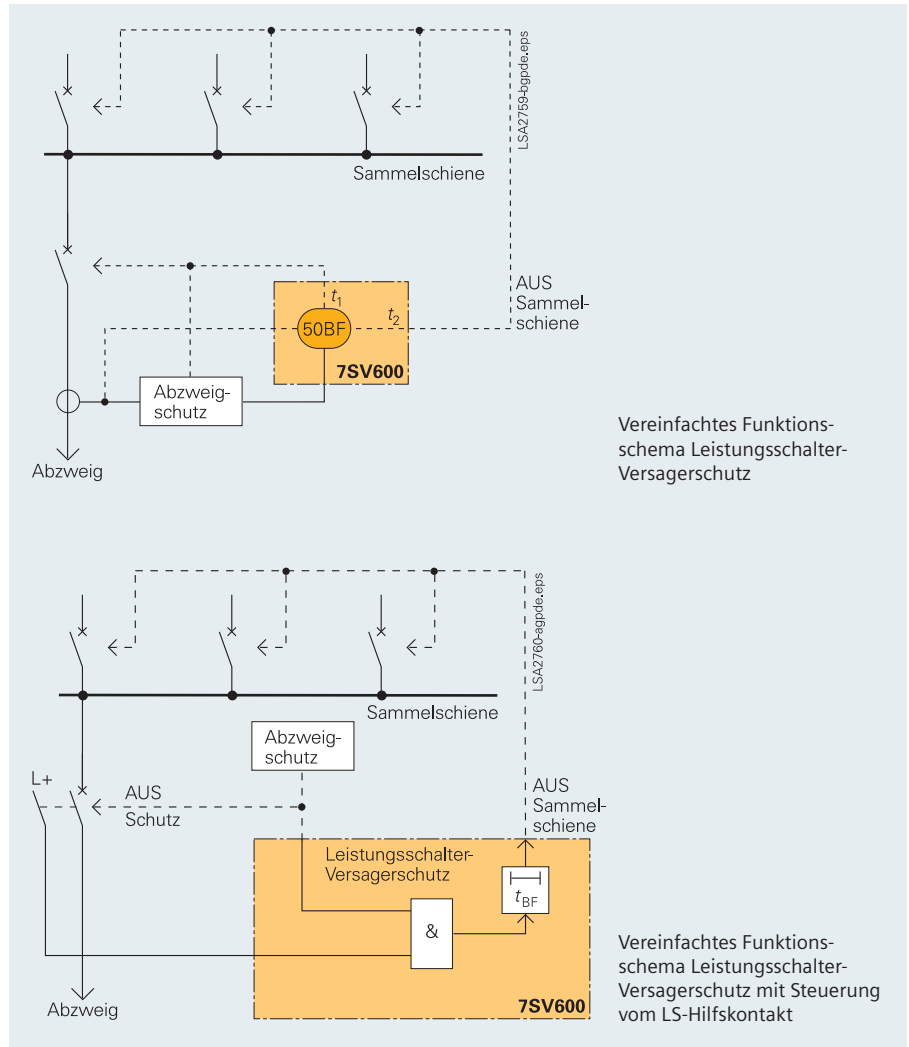 LSA2759-bgpde.eps
Sammelschiene
AUS
Sammel-
schiene
t1
t2
50BF
7SV600
Abzweig-
schutz
Abzweig
Vereinfachtes Funktions-
schema Leistungsschalter-
Versagerschutz
LSA2760-agpde.eps
Sammelschiene
Abzweig-
schutz
L+
AUS
Schutz
AUS
Sammel-
schiene
Leistungsschalter-
Versagerschutz
tBF
&
7SV600
Abzweig
Vereinfachtes Funktions-
schema Leistungsschalter-
Versagerschutz mit Steuerung
vom LS-Hilfskontakt